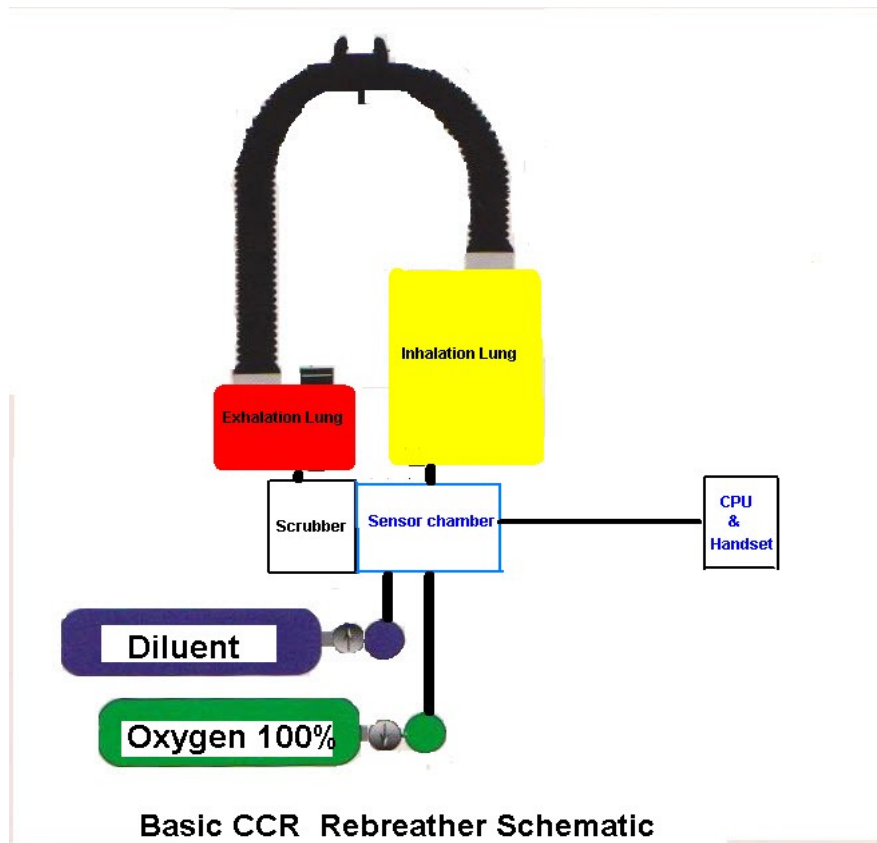 Inhalation Lung
Exhalation Lung
Scrubber
Sensor chamber
CPU
&
Handset
Diluent
Oxygen 100%
Basic CCR Rebreather Schematic